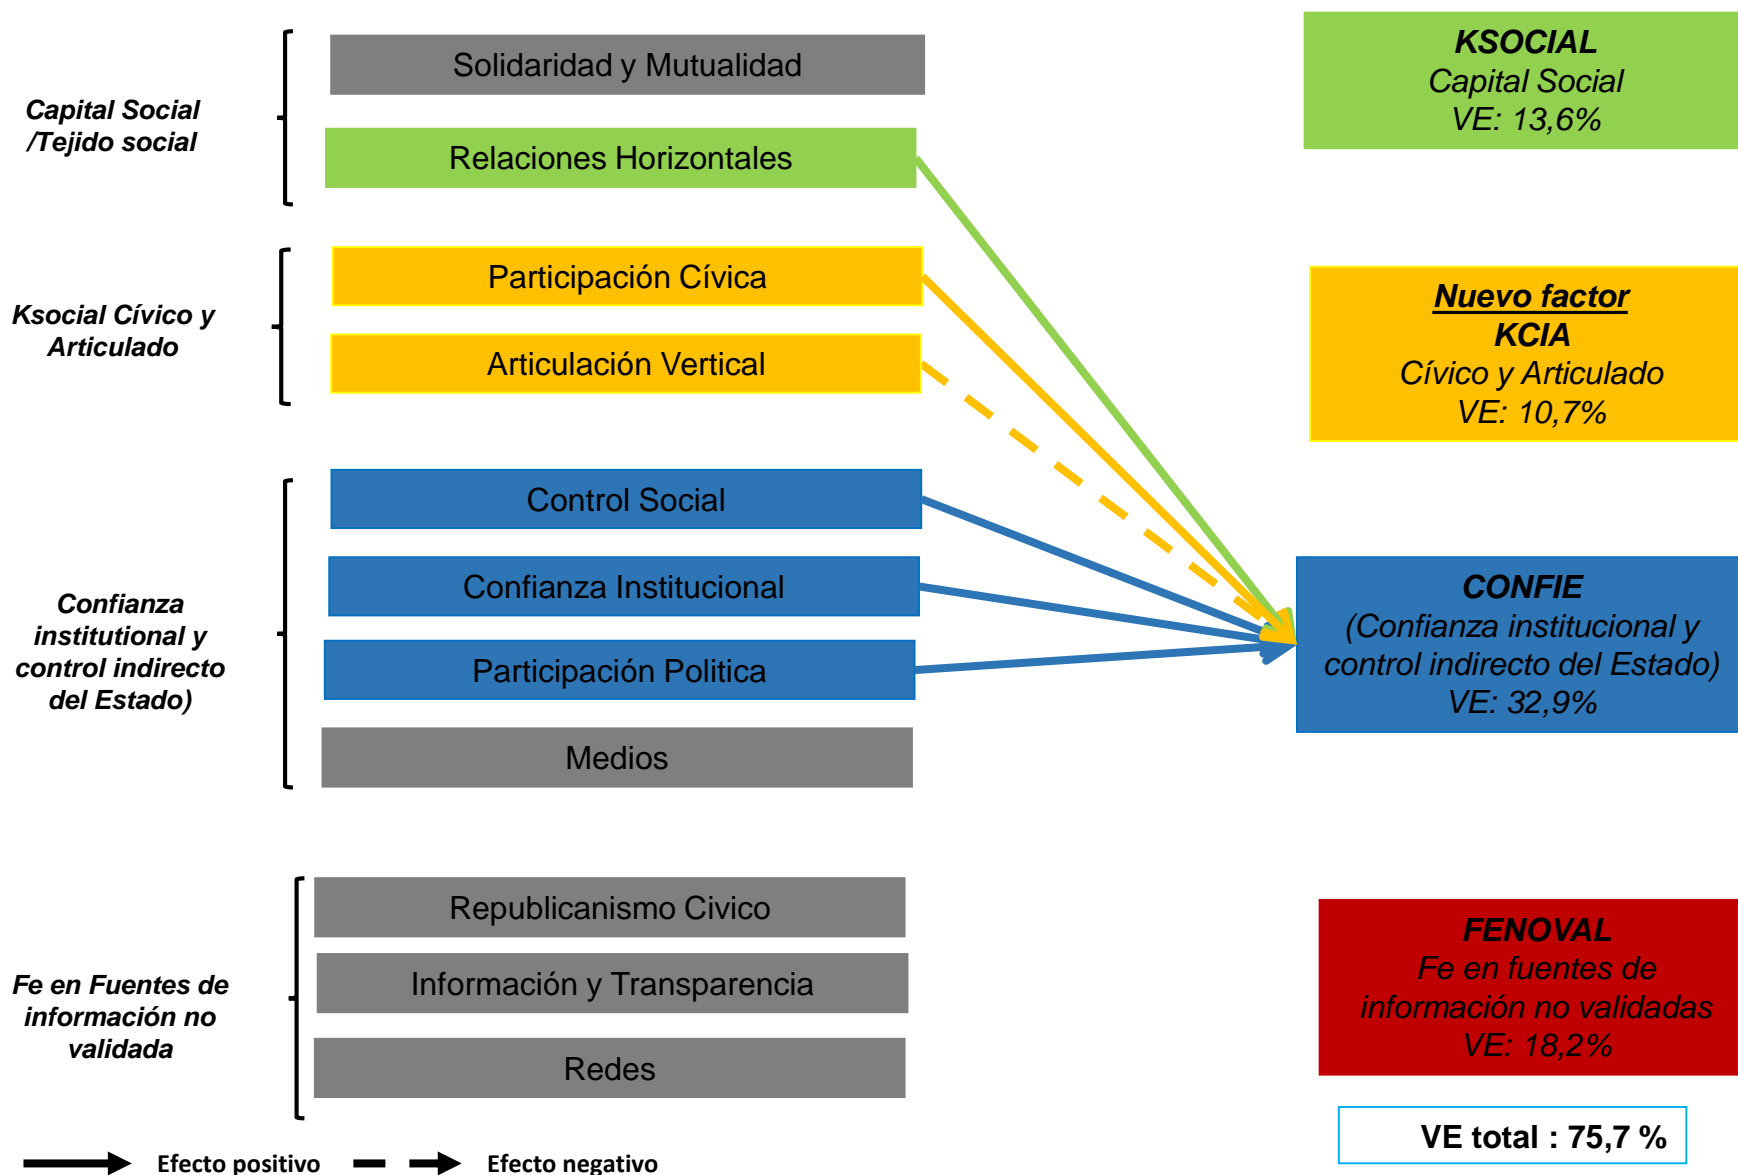 Capital Social
/Tejido social
Solidaridad y Mutualidad
Relaciones Horizontales
Ksocial Cívico y
Articulado
Participación Cívica
Articulación Vertical
Confianza
institutional y
control indirecto
del Estado)
Control Social
Confianza Institucional
Participación Politica
Medios
Fe en Fuentes de
información no
validada
Republicanismo Civico
Información y Transparencia
Redes
KSOCIAL
Capital Social
VE: 13,6%
Nuevo factor
KCIA
Cívico y Articulado
VE: 10,7%
CONFIE
(Confianza institucional y
control indirecto del Estado)
VE: 32,9%
FENOVAL
Fe en fuentes de
información no validadas
VE: 18,2%
VE total : 75,7 %
Efecto positivo
Efecto negativo